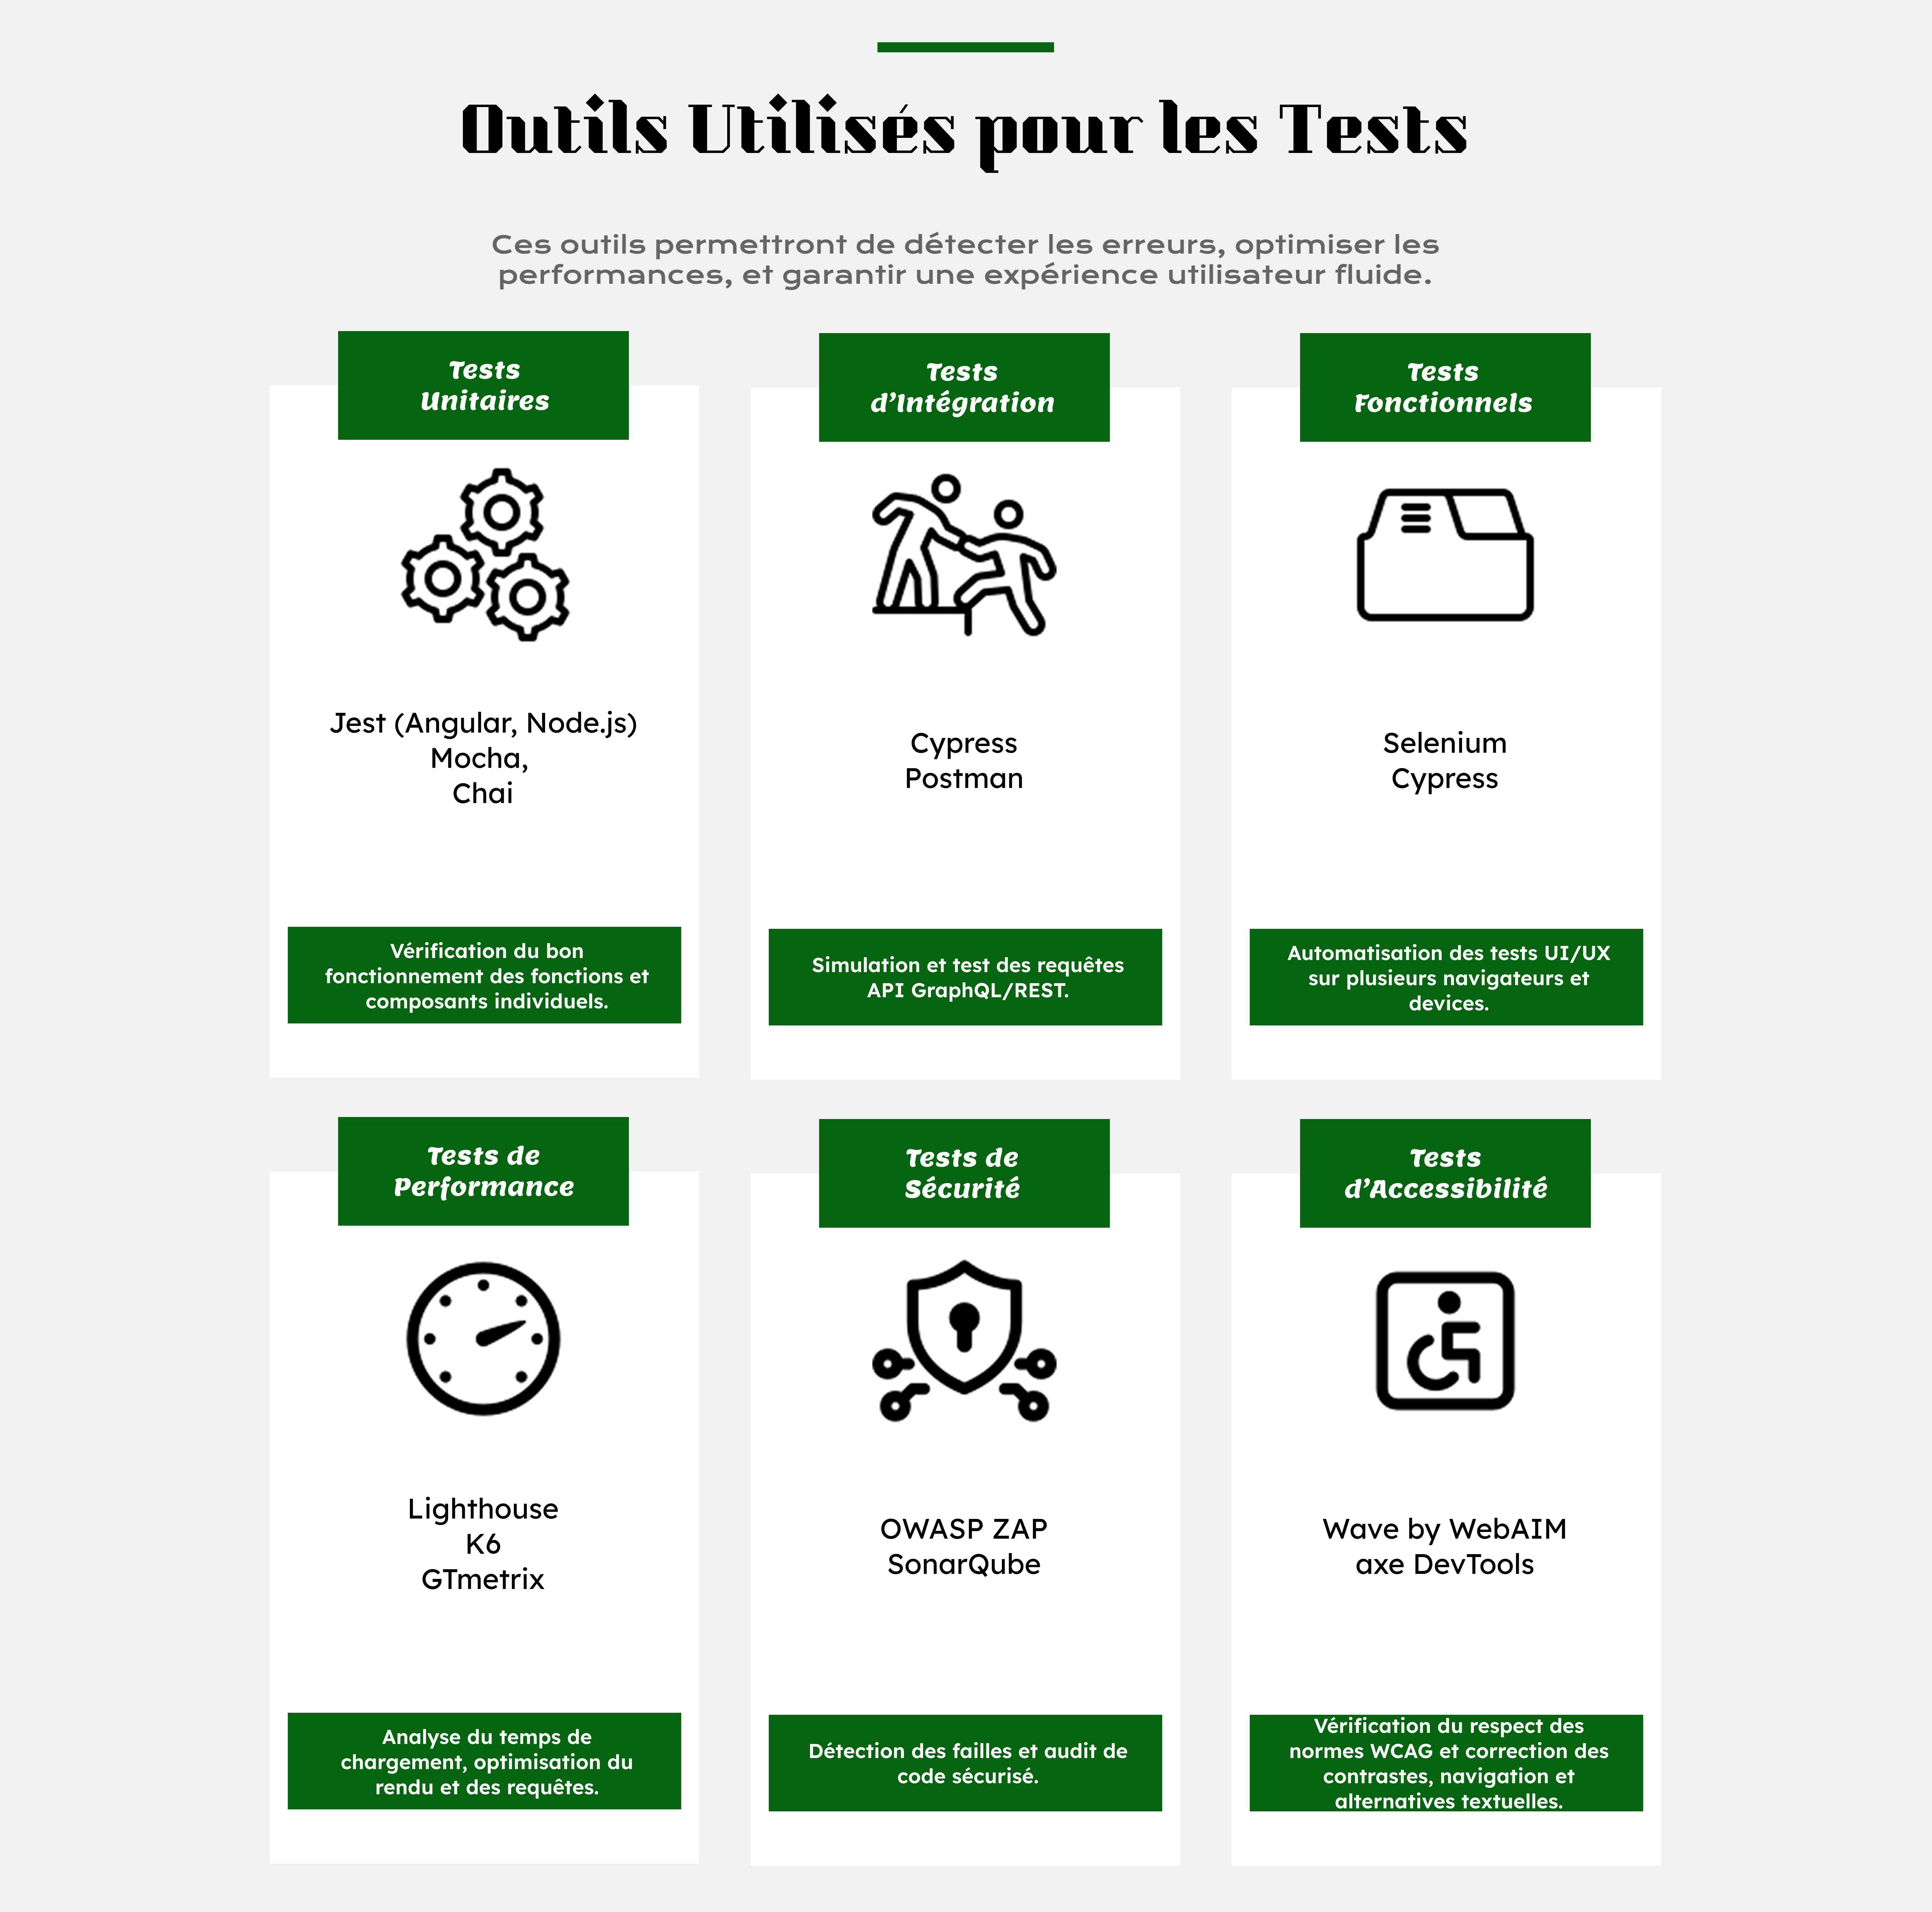 Outils Utilisés pour les Tests
Ces outils permettront de détecter les erreurs, optimiser les
performances, et garantir une expérience utilisateur fluide.
Tests
Unitaires
Jest (Angular, Node.js)
Mocha,
Chai
Vérification du bon
fonctionnement des fonctions et
composants individuels.
Tests
d’Intégration
Cypress
Postman
Simulation et test des requêtes
API GraphQL/REST.
Tests
Fonctionnels
Selenium
Cypress
Automatisation des tests UI/UX
sur plusieurs navigateurs et
devices.
Tests de
Performance
Lighthouse
K6
GTmetrix
Analyse du temps de
chargement, optimisation du
rendu et des requêtes.
Tests de
Sécurité
OWASP ZAP
SonarQube
Détection des failles et audit de
code sécurisé.
Tests
d’Accessibilité
Wave by WebAIM
axe DevTools
Vérification du respect des
normes WCAG et correction des
contrastes, navigation et
alternatives textuelles.